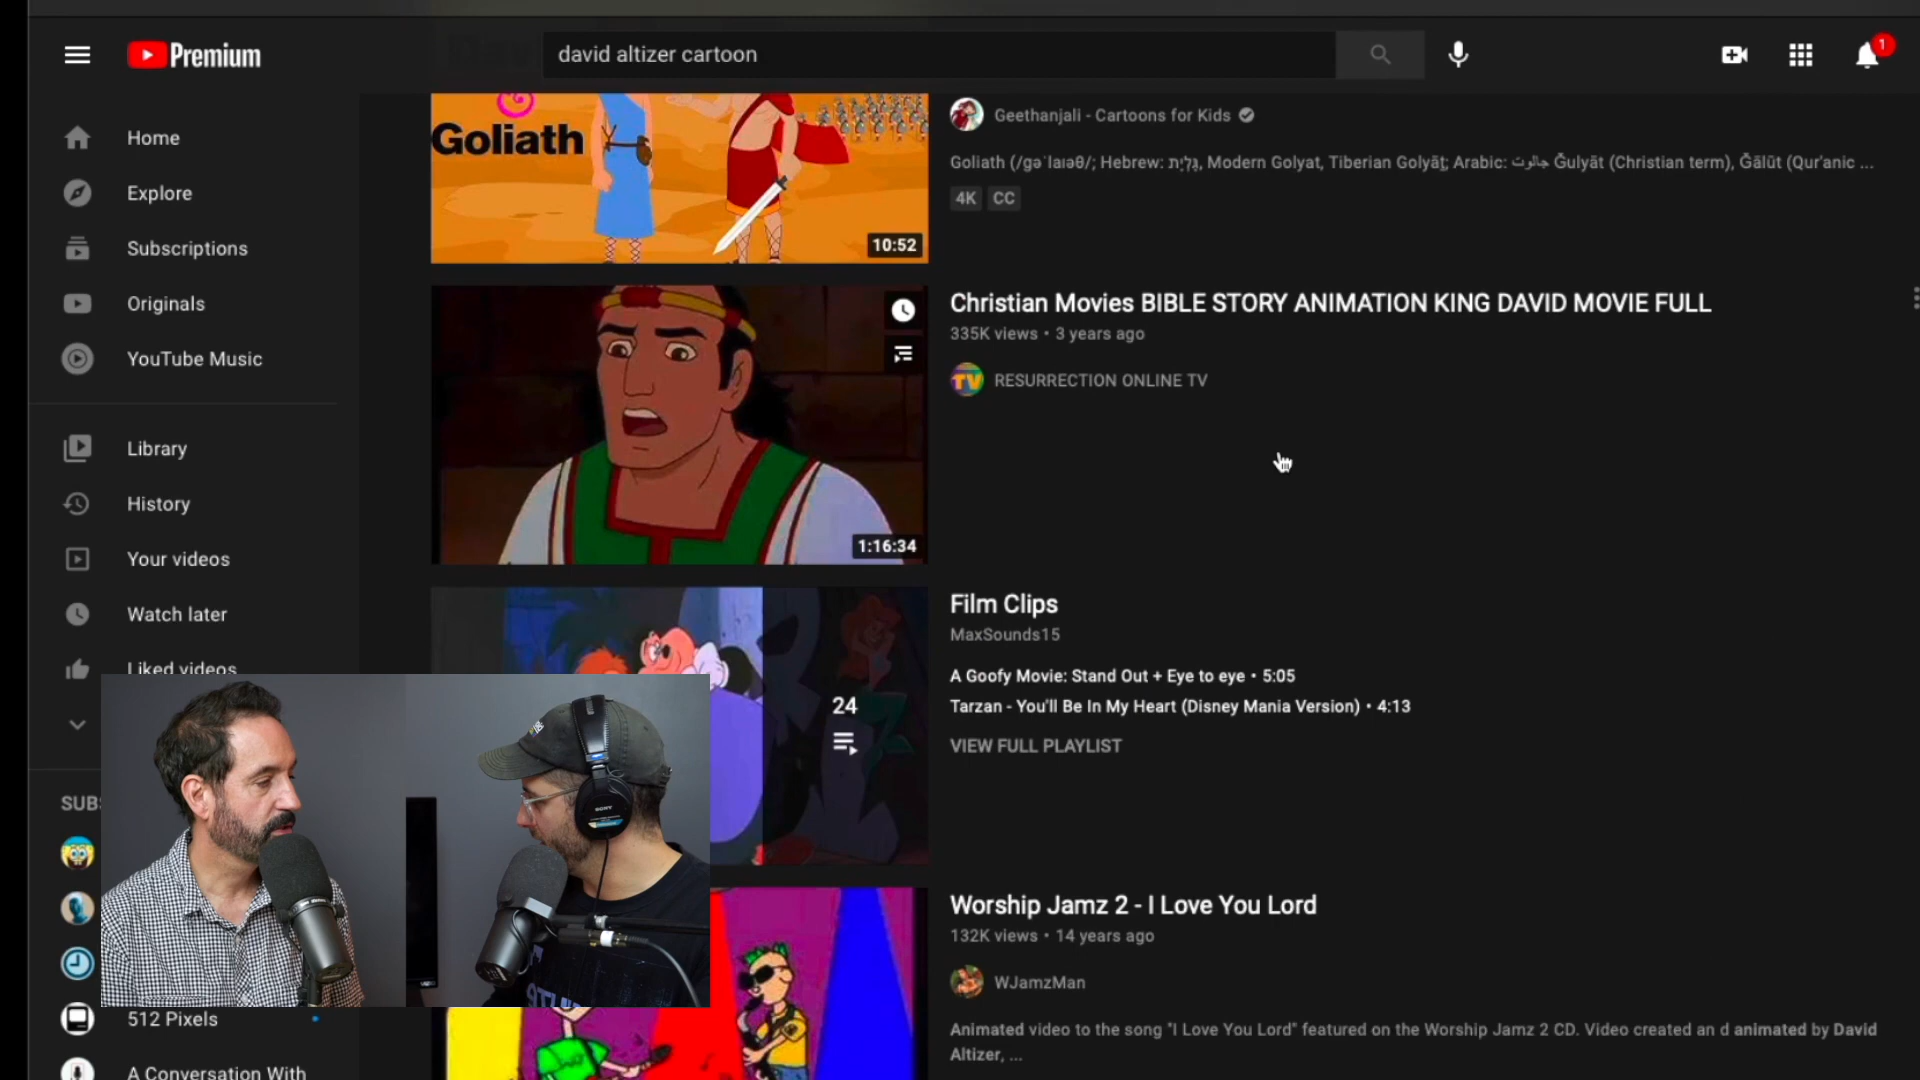 Premium
david altizer cartoon
1
Home
Explore
Subscriptions
Originals
YouTube Music
Library
History
Your videos
Watch later
Liked videos
SUBS
512 Pixels
A Conversation With
Goliath
10:52
Geethanjali - Cartoons for Kids
Goliath (/ɡəˈlaɪəθ/; Hebrew: גָּלְיָת, Modern Golyat, Tiberian Golyāṯ; Arabic: جالوت Ǧulyāt (Christian term), Ǧālūt (Qur'anic ...
4K CC
1:16:34
Christian Movies BIBLE STORY ANIMATION KING DAVID MOVIE FULL
335K views • 3 years ago
TV
RESURRECTION ONLINE TV
24
Film Clips
MaxSounds15
A Goofy Movie: Stand Out + Eye to eye • 5:05
Tarzan - You'll Be In My Heart (Disney Mania Version) • 4:13
VIEW FULL PLAYLIST
Worship Jamz 2 - I Love You Lord
132K views • 14 years ago
WJamzMan
Animated video to the song "I Love You Lord" featured on the Worship Jamz 2 CD. Video created an d animated by David
Altizer, ...
SONY